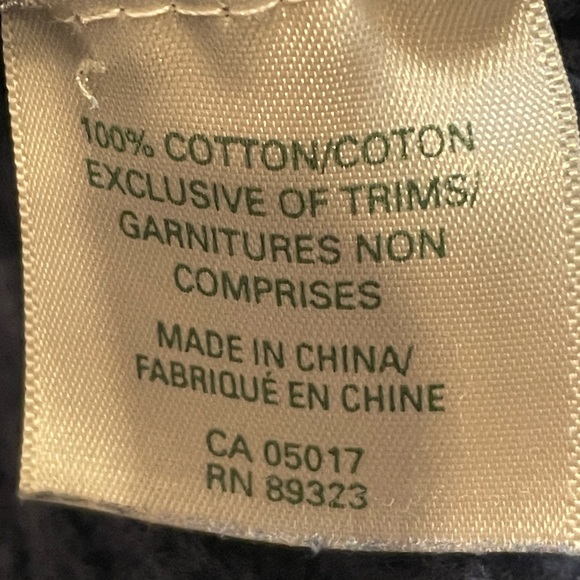 100% COTTON/COTON
EXCLUSIVE OF TRIMS/
GARNITURES NON
COMPRISES
MADE IN CHINA/
FABRIQUÉ EN CHINE
CA 05017
RN 89323